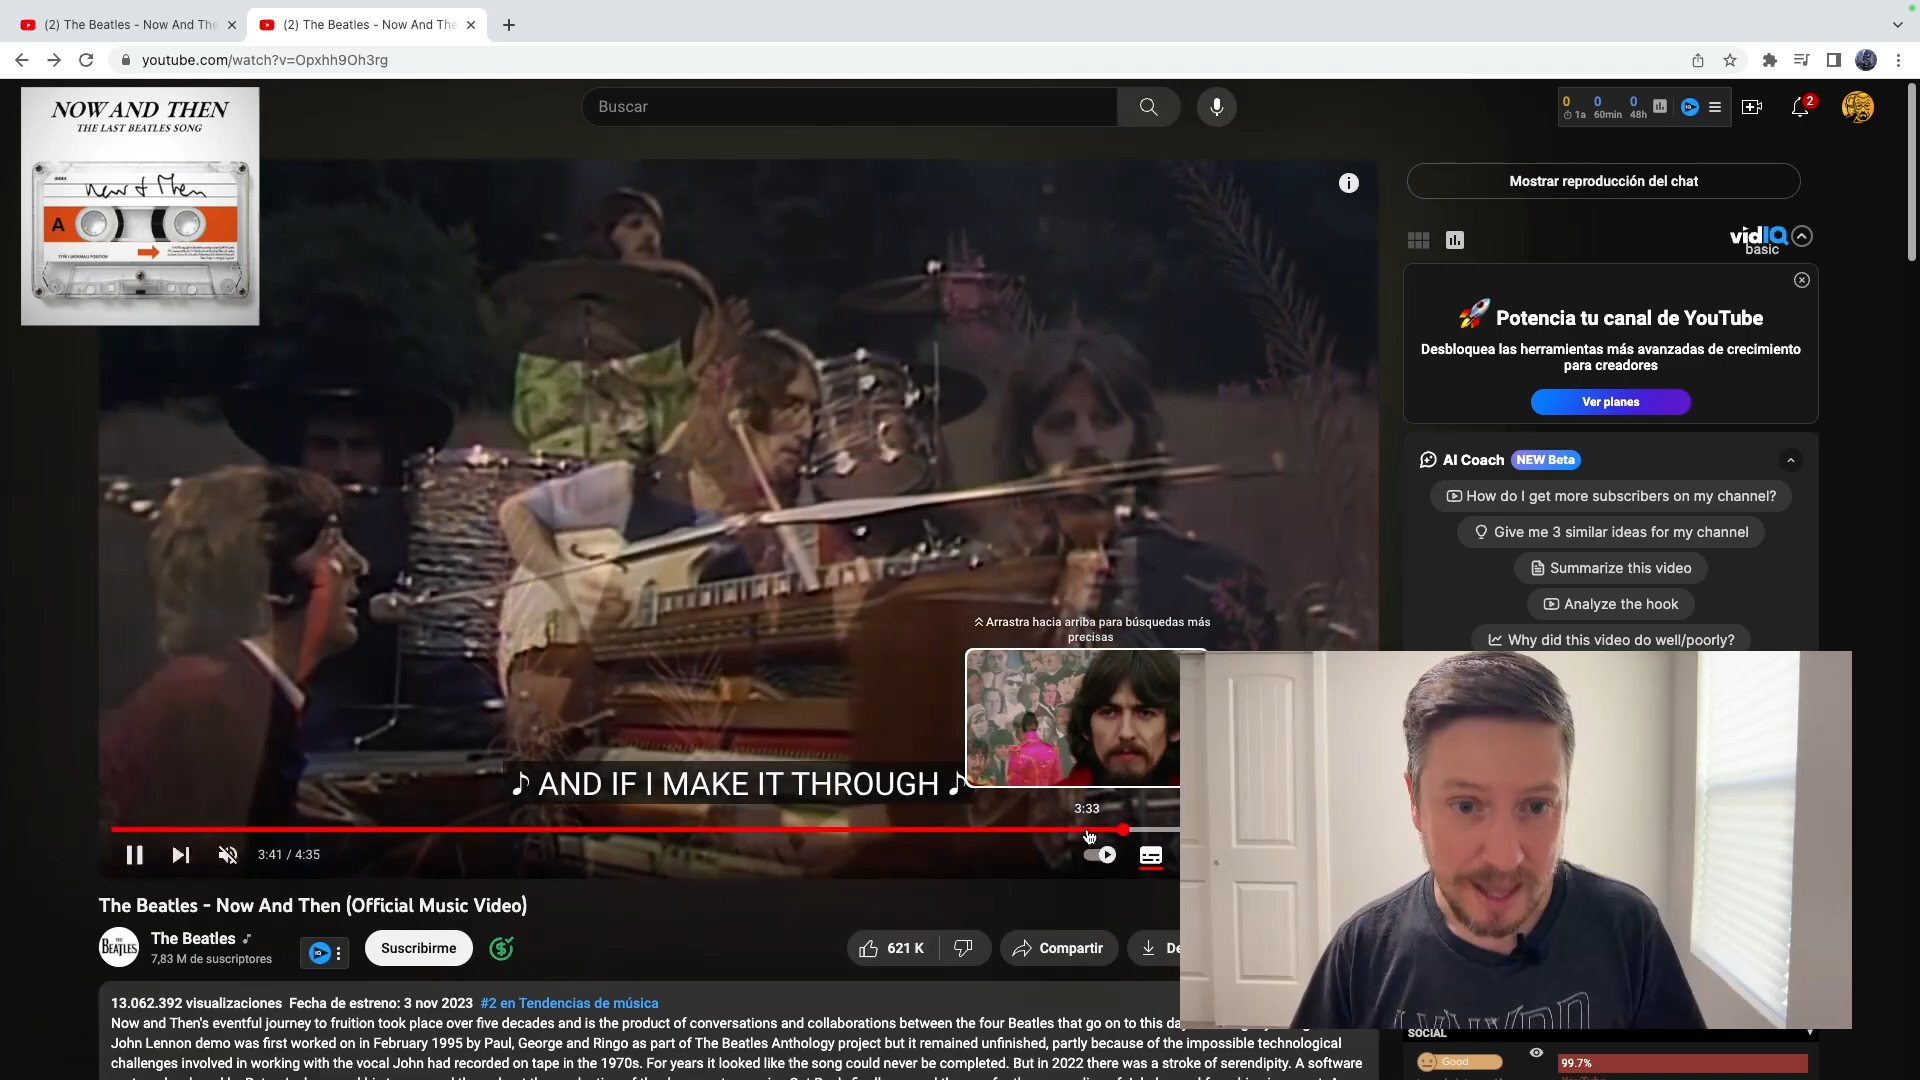 (2) The Beatles - Now And The
(2) The Beatles - Now And The
youtube.com/watch?v=Opxhh9Oh3rg
NOW AND THEN
THE LAST BEATLES SONG
INDEX
Now & Then
A
TYPE I (NORMAL) POSITION
Buscar
0 0 0
1a 60min 48h
2
Mostrar reproducción del chat
vidIQ
basic
🚀 Potencia tu canal de YouTube
Desbloquea las herramientas más avanzadas de crecimiento
para creadores
Ver planes
AI Coach NEW Beta
How do I get more subscribers on my channel?
Give me 3 similar ideas for my channel
Summarize this video
Analyze the hook
Why did this video do well/poorly?
Arrastra hacia arriba para búsquedas más
precisas
♪ AND IF I MAKE IT THROUGH ♪
3:33
3:41 / 4:35
The Beatles - Now And Then (Official Music Video)
THE BEATLES
The Beatles ♪
7,83 M de suscriptores
IQ
Suscribirme
621 K
Compartir
De
13.062.392 visualizaciones Fecha de estreno: 3 nov 2023 #2 en Tendencias de música
Now and Then's eventful journey to fruition took place over five decades and is the product of conversations and collaborations between the four Beatles that go on to this day
John Lennon demo was first worked on in February 1995 by Paul, George and Ringo as part of The Beatles Anthology project but it remained unfinished, partly because of the impossible technological
challenges involved in working with the vocal John had recorded on tape in the 1970s. For years it looked like the song could never be completed. But in 2022 there was a stroke of serendipity. A software
SOCIAL
Good
99.7%